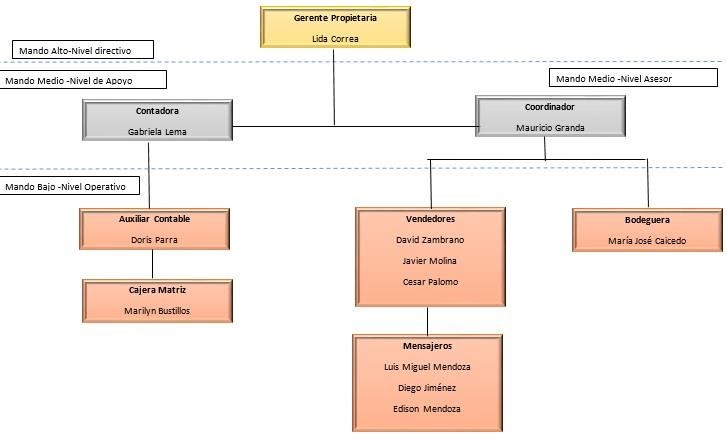 Gerente Propietaria
Lida Correa
Mando Alto-Nivel directivo
Mando Medio -Nivel de Apoyo
Mando Medio -Nivel Asesor
Contadora
Gabriela Lema
Coordinador
Mauricio Granda
Mando Bajo -Nivel Operativo
Auxiliar Contable
Doris Parra
Vendedores
David Zambrano
Javier Molina
Cesar Palomo
Bodeguera
María José Caicedo
Cajera Matriz
Marilyn Bustillos
Mensajeros
Luis Miguel Mendoza
Diego Jiménez
Edison Mendoza